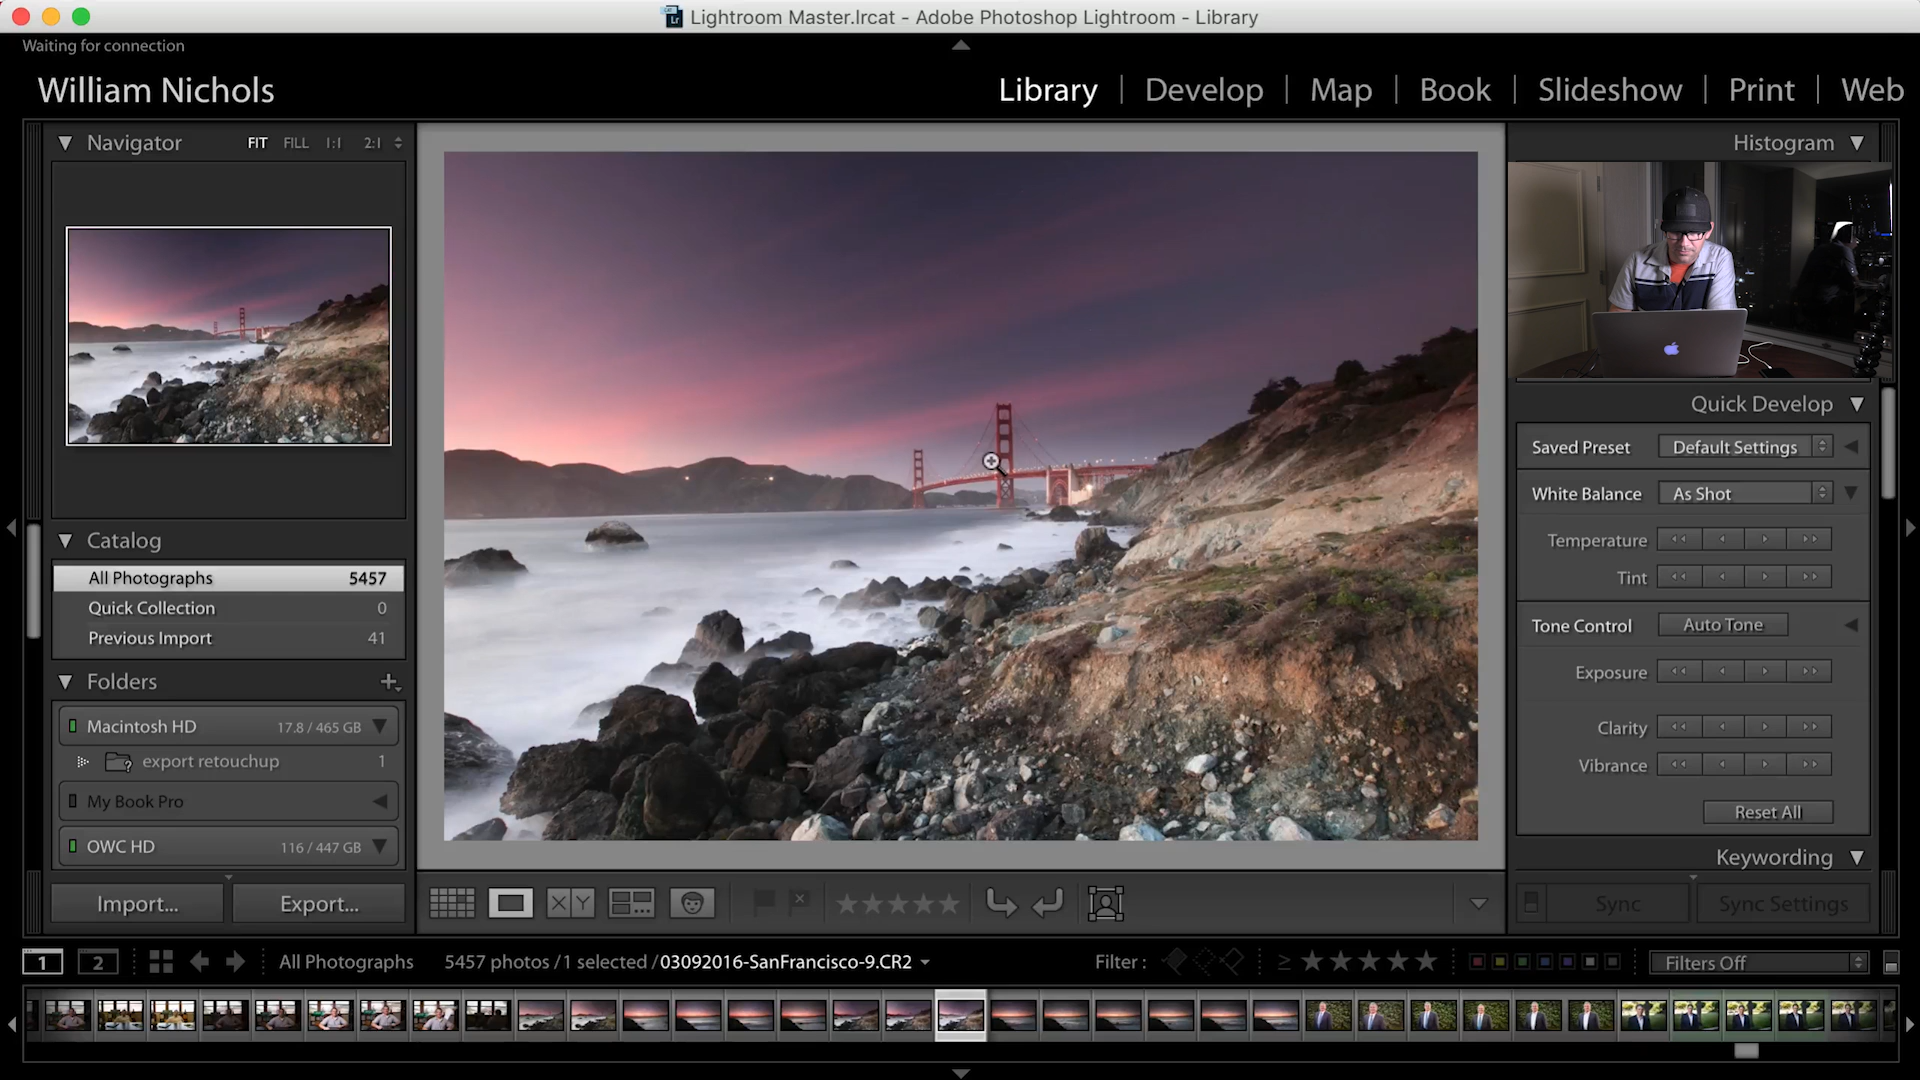 Lightroom Master.lrcat - Adobe Photoshop Lightroom - Library
Waiting for connection
William Nichols
Library | Develop | Map | Book | Slideshow | Print | Web
Navigator FIT FILL 1:1 2:1
Histogram
Catalog
All Photographs 5457
Quick Collection 0
Previous Import 41
Folders
Macintosh HD 17.8 / 465 GB
export retouchup 1
My Book Pro
OWC HD 116 / 447 GB
Import... Export...
Quick Develop
Saved Preset Default Settings
White Balance As Shot
Temperature
Tint
Tone Control Auto Tone
Exposure
Clarity
Vibrance
Reset All
Keywording
X Y
Sync Sync Settings
1 2 All Photographs 5457 photos / 1 selected / 03092016-SanFrancisco-9.CR2 Filter : ≥ Filters Off